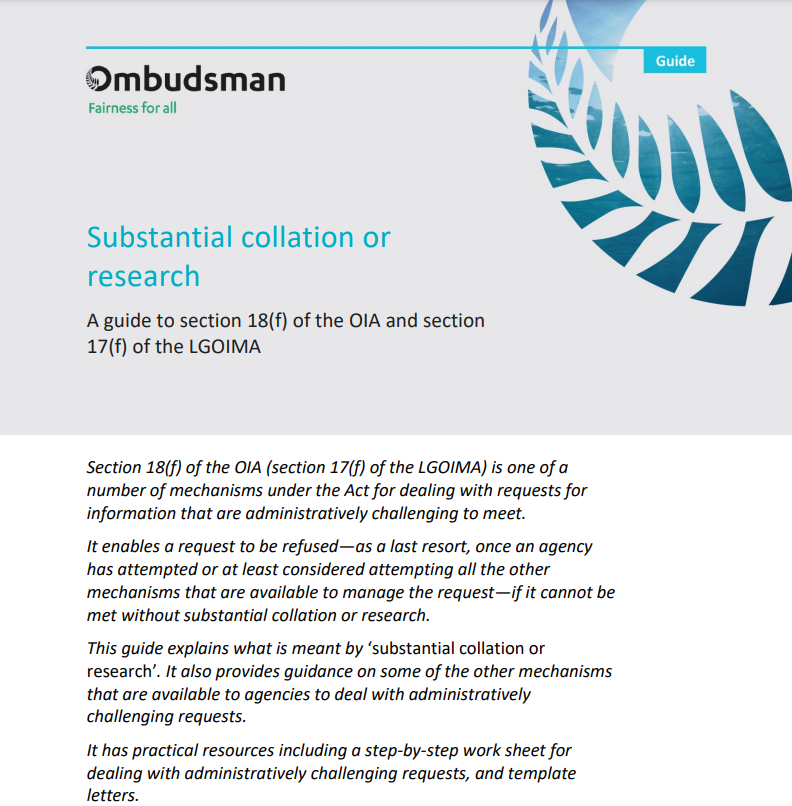 Guide
Ombudsman
Fairness for all
Substantial collation or
research
A guide to section 18(f) of the OIA and section
17(f) of the LGOIMA
Section 18(f) of the OIA (section 17(f) of the LGOIMA) is one of a
number of mechanisms under the Act for dealing with requests for
information that are administratively challenging to meet.
It enables a request to be refused—as a last resort, once an agency
has attempted or at least considered attempting all the other
mechanisms that are available to manage the request—if it cannot be
met without substantial collation or research.
This guide explains what is meant by ‘substantial collation or
research’. It also provides guidance on some of the other mechanisms
that are available to agencies to deal with administratively
challenging requests.
It has practical resources including a step-by-step work sheet for
dealing with administratively challenging requests, and template
letters.